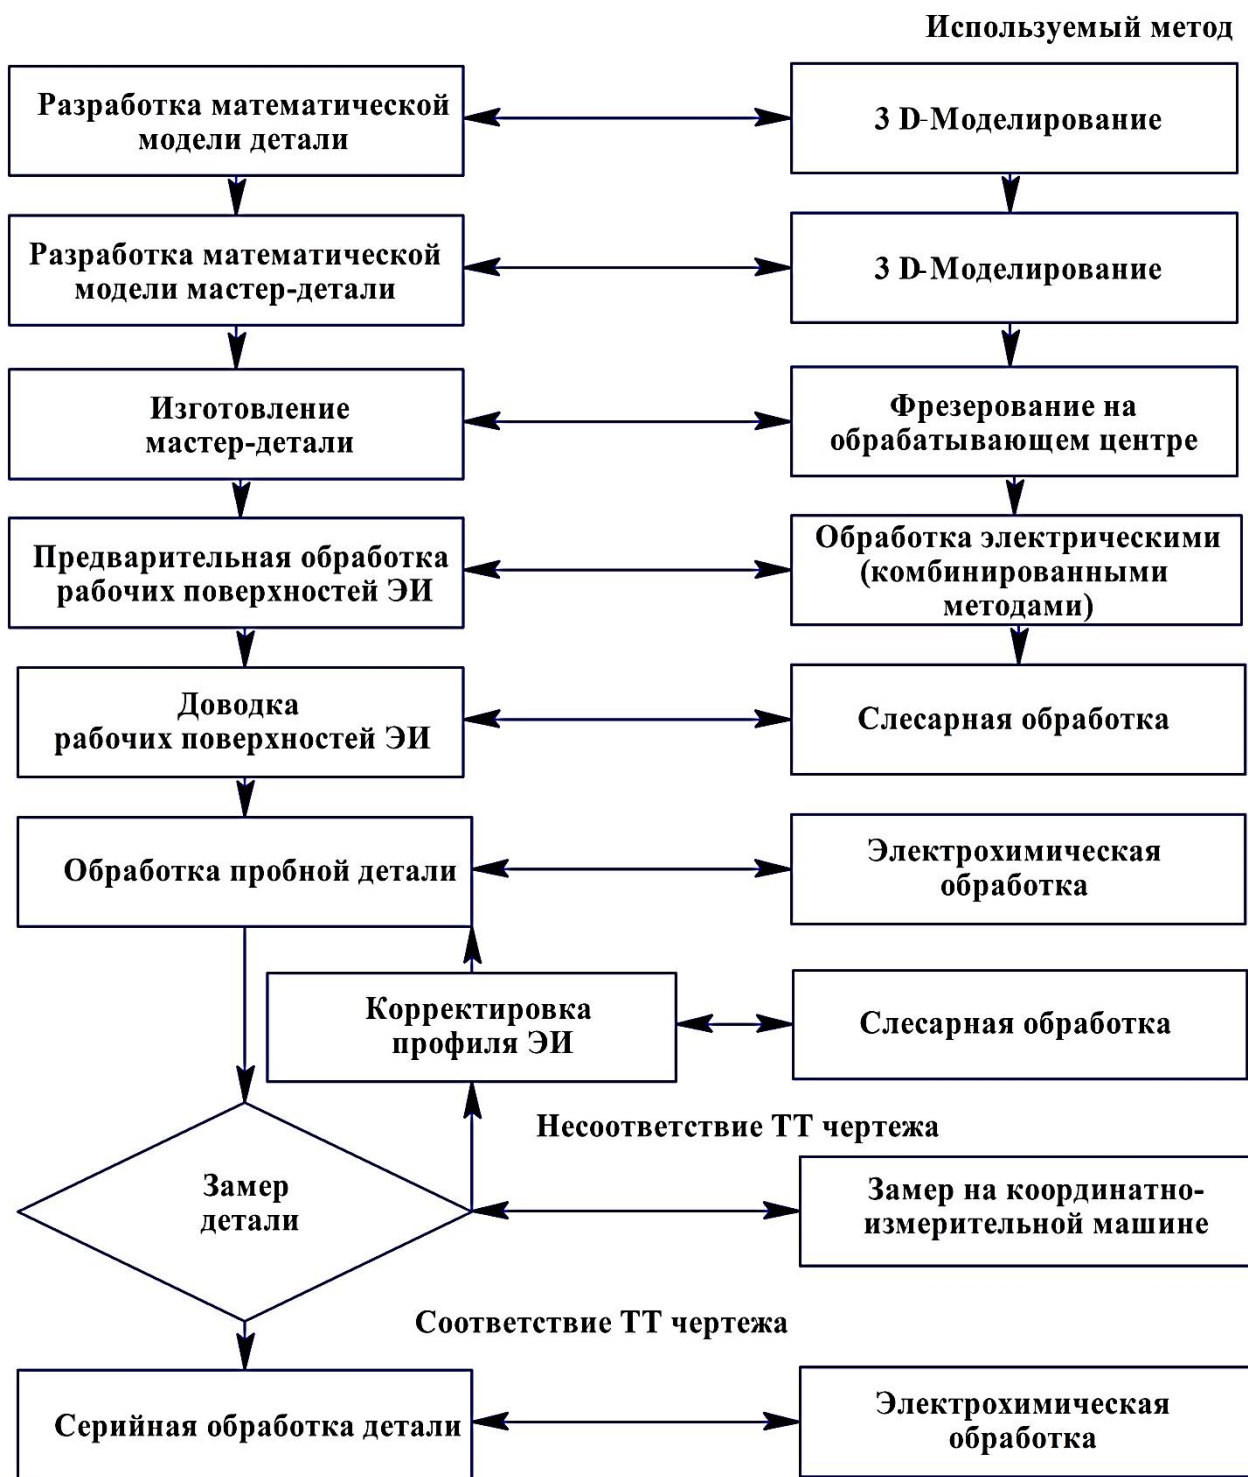 Используемый метод
Разработка математической
модели детали
3 D-Моделирование
Разработка математической
модели мастер-детали
3 D-Моделирование
Изготовление
мастер-детали
Фрезерование на
обрабатывающем центре
Предварительная обработка
рабочих поверхностей ЭИ
Обработка электрическими
(комбинированными
методами)
Доводка
рабочих поверхностей ЭИ
Слесарная обработка
Обработка пробной детали
Электрохимическая
обработка
Корректировка
профиля ЭИ
Слесарная обработка
Несоответствие ТТ чертежа
Замер
детали
Замер на координатно-
измерительной машине
Соответствие ТТ чертежа
Серийная обработка детали
Электрохимическая
обработка